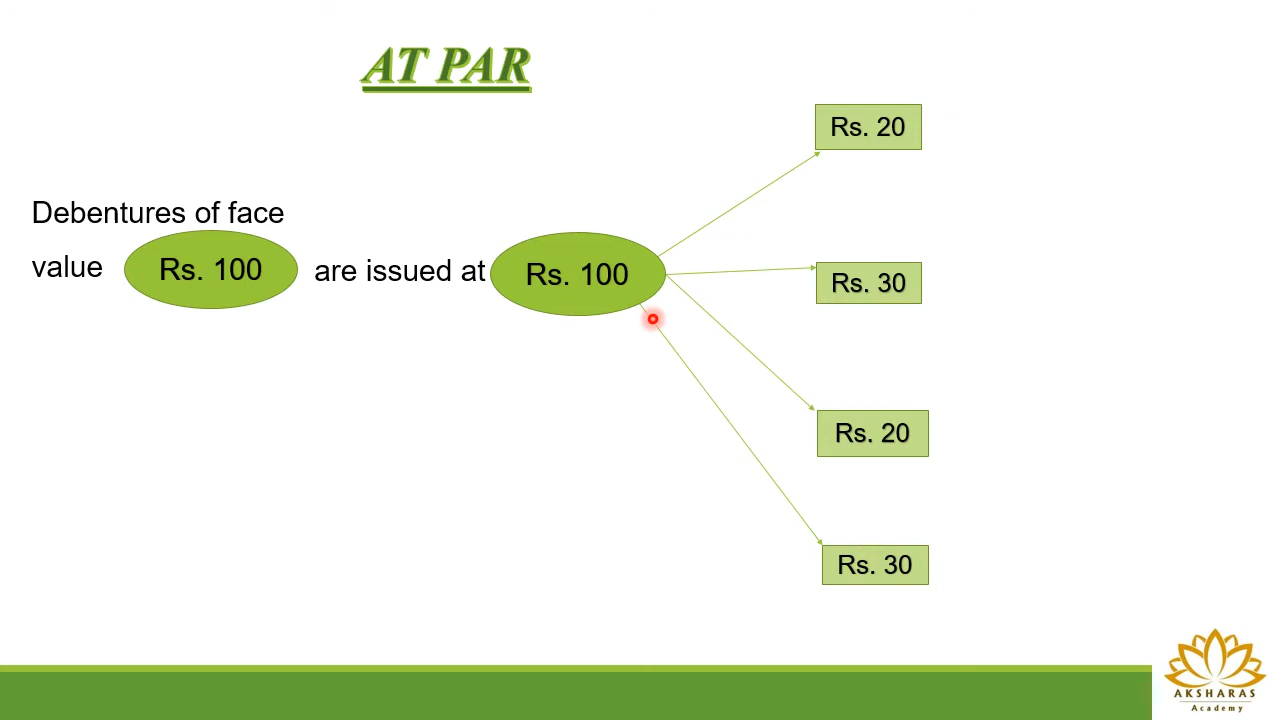 AT PAR
Debentures of face
value Rs. 100 are issued at Rs. 100
Rs. 20
Rs. 30
Rs. 20
Rs. 30
AKSHARAS
Academy